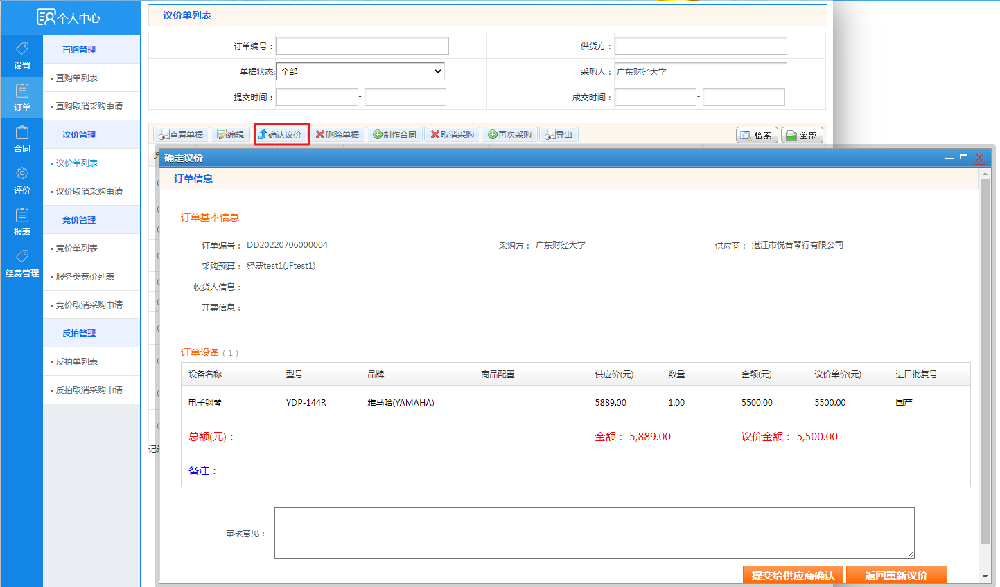 个人中心
设置
订单
合同
评价
报表
经费管理
直购管理
• 直购单列表
• 直购取消采购申请
议价管理
• 议价单列表
• 议价取消采购申请
竞价管理
• 竞价单列表
• 服务类竞价列表
• 竞价取消采购申请
反拍管理
• 反拍单列表
• 反拍取消采购申请
议价单列表
订单编号： 供货方：
单据状态: 全部 采购人： 广东财经大学
提交时间： - 成交时间： -
查看单据 编辑 确认议价 删除单据 制作合同 取消采购 再次采购 导出 检索 全部
确定议价
订单信息
订单基本信息
订单编号： DD20220706000004 采购方： 广东财经大学 供应商： 湛江市悦音琴行有限公司
采购预算： 经费test1(JFtest1)
收货人信息：
开票信息：
订单设备 ( 1 )
设备名称 型号 品牌 商品配置 供应价(元) 数量 金额(元) 议价单价(元) 进口批复号
电子钢琴 YDP-144R 雅马哈(YAMAHA) 5889.00 1.00 5500.00 5500.00 国产
总额(元)： 金额： 5,889.00 议价金额： 5,500.00
备注：
审核意见：
提交给供应商确认 返回重新议价